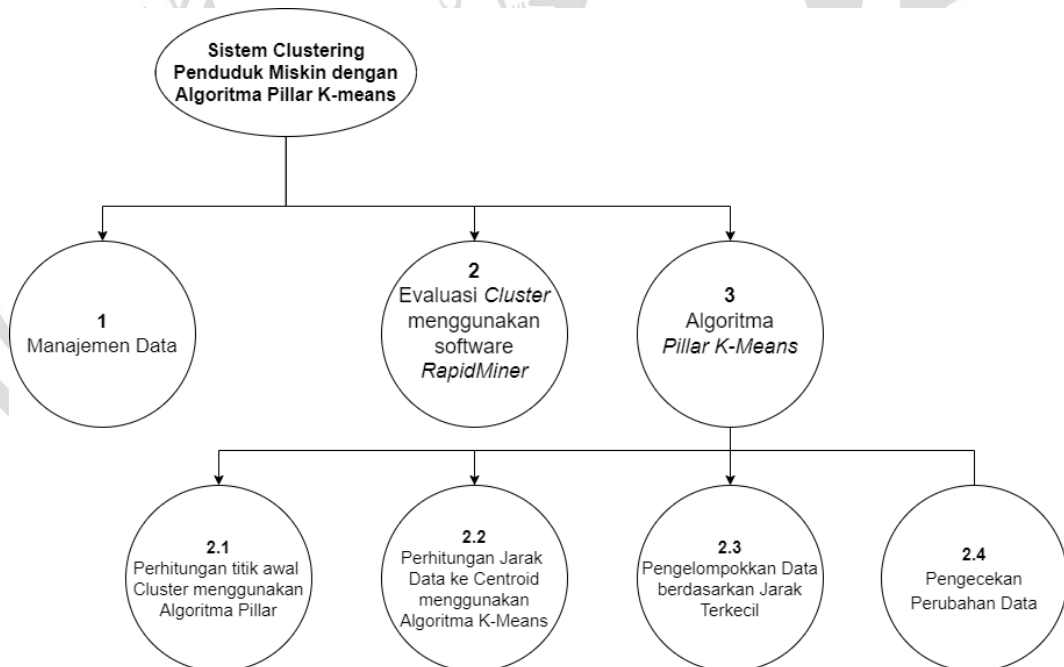 Sistem Clustering
Penduduk Miskin dengan
Algoritma Pillar K-means
1
Manajemen Data
2
Evaluasi Cluster
menggunakan
software
RapidMiner
3
Algoritma
Pillar K-Means
2.1
Perhitungan titik awal
Cluster menggunakan
Algoritma Pillar
2.2
Perhitungan Jarak
Data ke Centroid
menggunakan
Algoritma K-Means
2.3
Pengelompokkan Data
berdasarkan Jarak
Terkecil
2.4
Pengecekan
Perubahan Data